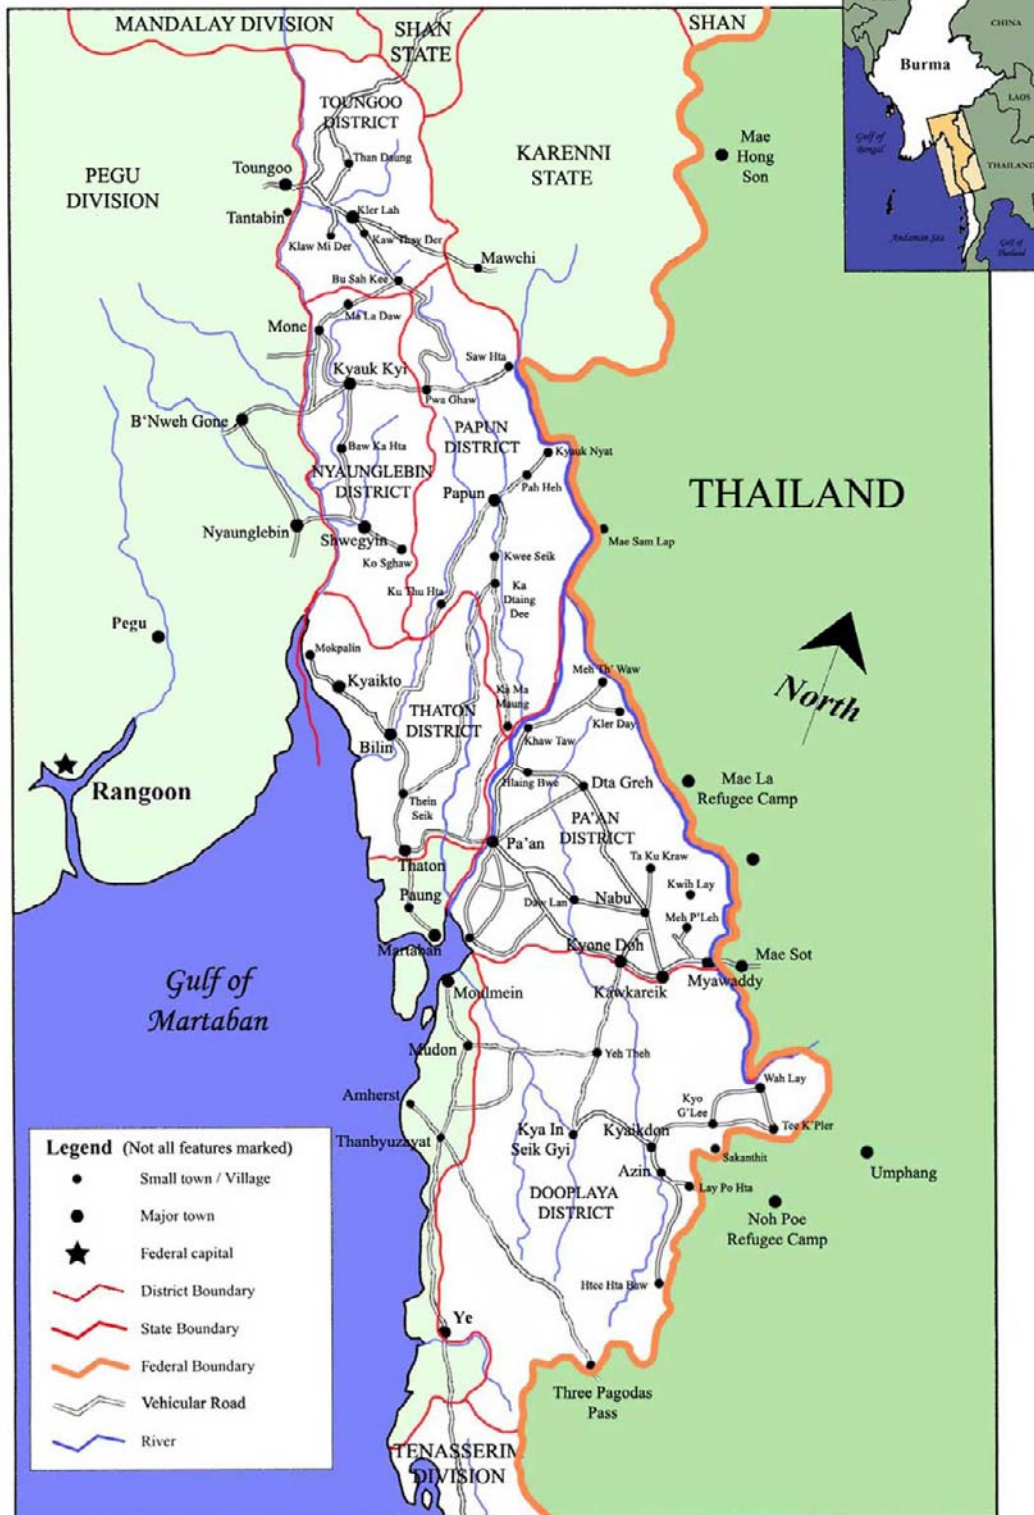 MANDALAY DIVISION
SHAN
STATE
SHAN
CHINA
Burma
LAOS
Gulf of
Bengal
THAILAND
Andaman Sea
Gulf of
Thailand
TOUNGOO
DISTRICT
Than Daung
Toungoo
KARENNI
STATE
Mae
Hong
Son
PEGU
DIVISION
Tantabin
Kler Lah
Klaw Mi Der
Kaw Thay Der
Mawchi
Bu Sah Kee
Ma La Daw
Mone
Saw Hta
Kyauk Kyi
Pwa Ghaw
B'Nweh Gone
PAPUN
DISTRICT
Baw Ka Hta
Kyauk Nyat
NYAUNGLEBIN
DISTRICT
Pah Heh
Papun
THAILAND
Nyaunglebin
Shwegyin
Mae Sam Lap
Ko Sghaw
Kwee Seik
Ku Thu Hta
Ka
Dtaing
Dee
Pegu
Mokpalin
Meh Th' Waw
Kyaikto
Ka Ma
Maung
North
THATON
DISTRICT
Kler Day
Bilin
Khaw Taw
Rangoon
Hlaing Bwe
Dta Greh
Mae La
Refugee Camp
Thein
Seik
PA'AN
DISTRICT
Pa'an
Thaton
Ta Ku Kraw
Kwih Lay
Paung
Daw Lan
Nabu
Meh P'Leh
Martaban
Kyone Doh
Mae Sot
Myawaddy
Gulf of
Martaban
Moulmein
Kawkareik
Mudon
Yeh Theh
Wah Lay
Amherst
Kyo
G'Lee
Thanbyuzayat
Kya In
Seik Gyi
Kyaikdon
Tee K'Pler
Sakanthit
Umphang
Azin
Lay Po Hta
DOOPLAYA
DISTRICT
Noh Poe
Refugee Camp
Htee Hta Baw
Ye
Three Pagodas
Pass
TENASSERIM
DIVISION
Legend (Not all features marked)
Small town / Village
Major town
Federal capital
District Boundary
State Boundary
Federal Boundary
Vehicular Road
River